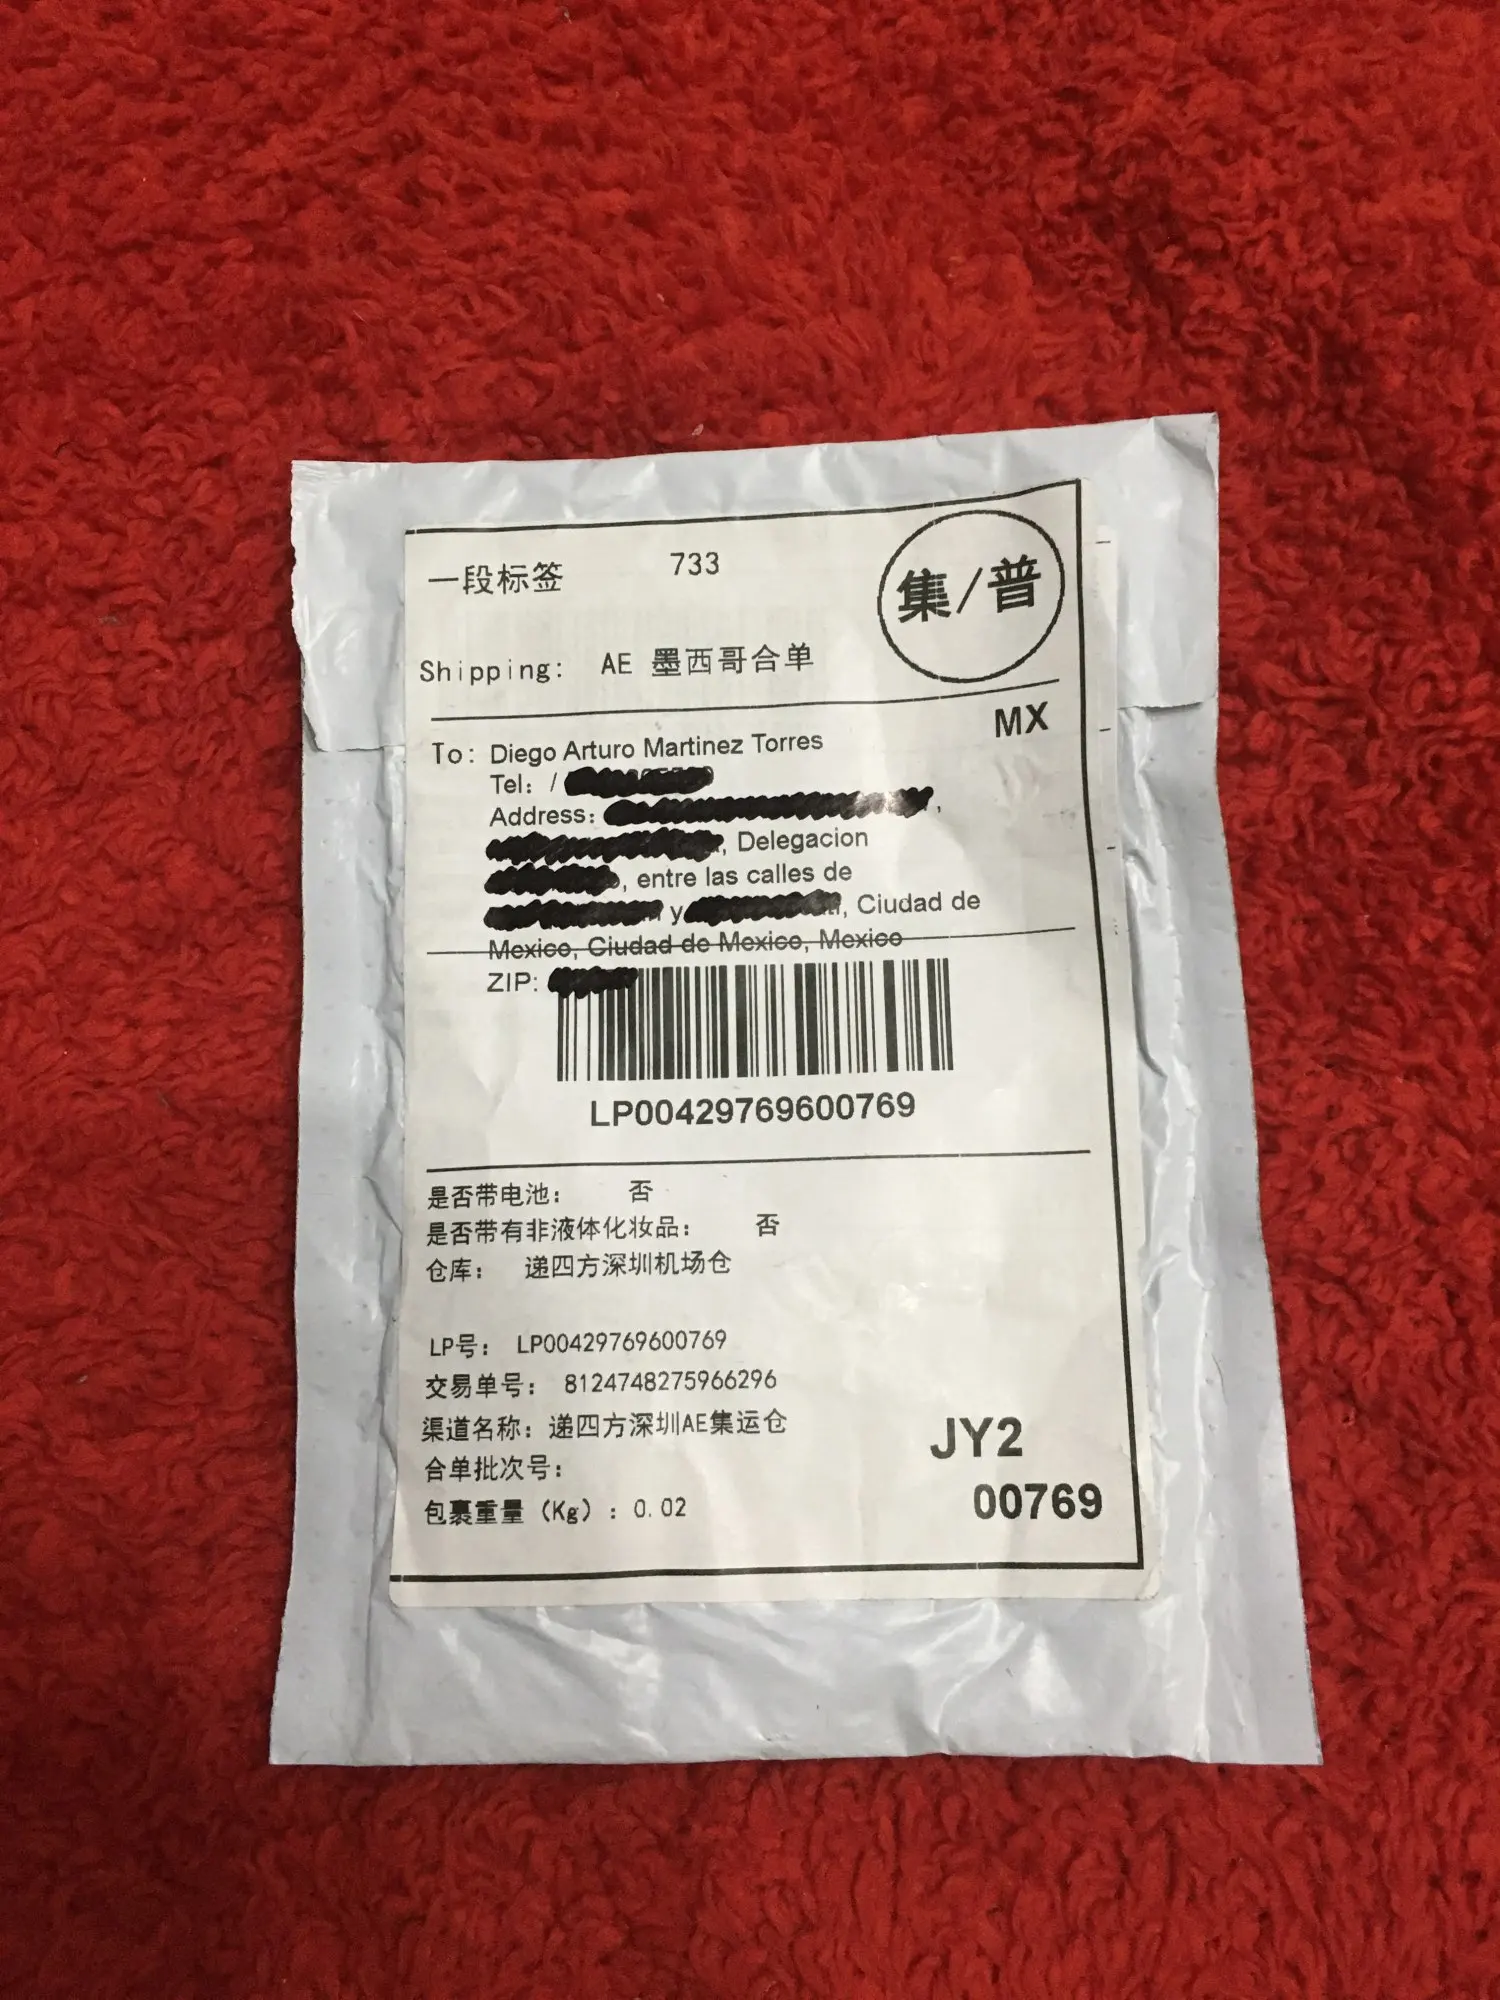 一段标签 733
集/普
Shipping: AE 墨西哥合单
MX
To: Diego Arturo Martinez Torres
Tel: /
Address: ,
, Delegacion
, entre las calles de
y , Ciudad de
Mexico, Ciudad de Mexico, Mexico
ZIP:
LP00429769600769
是否带电池: 否
是否带有非液体化妆品: 否
仓库: 递四方深圳机场仓
LP号: LP00429769600769
交易单号: 8124748275966296
渠道名称: 递四方深圳AE集运仓
合单批次号:
包裹重量 (Kg) : 0.02
JY2
00769